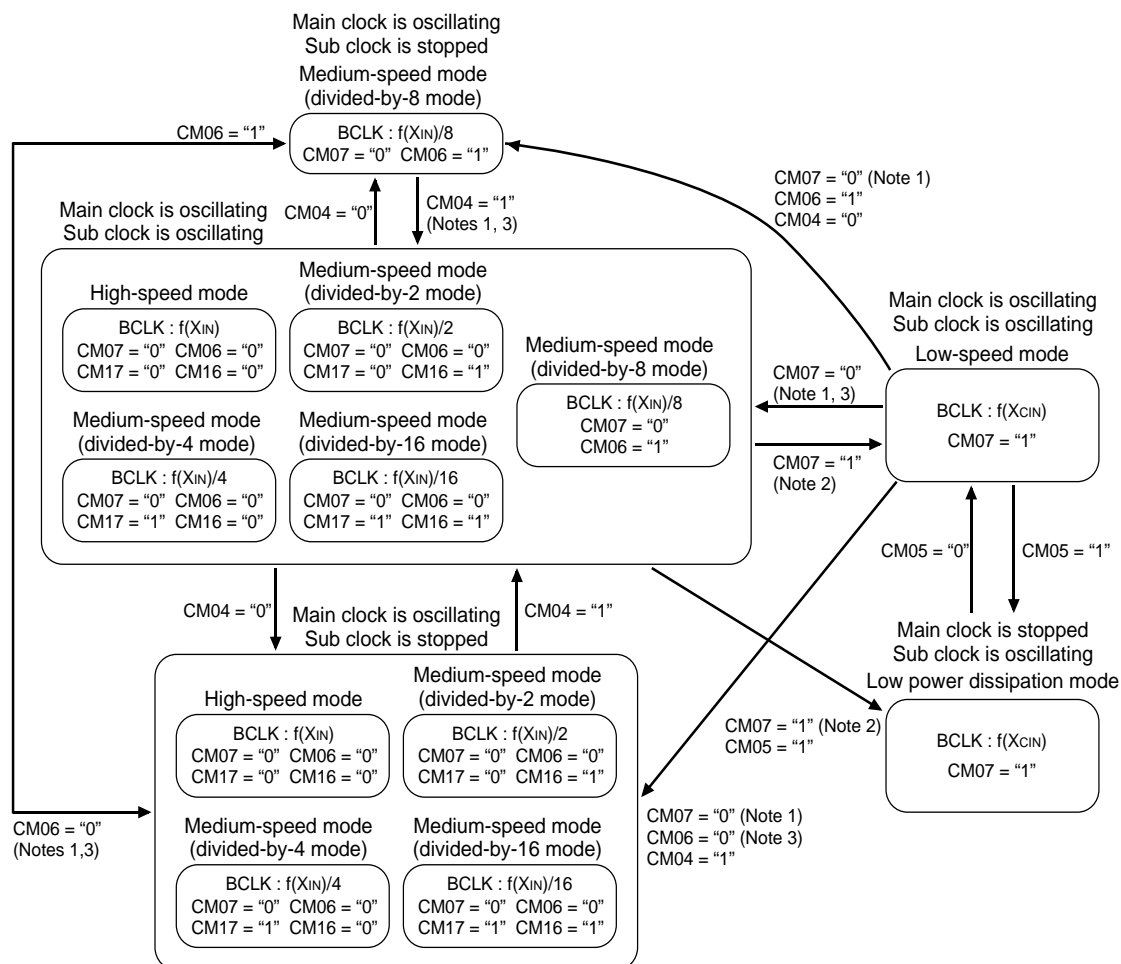 Main clock is oscillating
Sub clock is stopped
Medium-speed mode
(divided-by-8 mode)
CM06 = “1”
BCLK : f(XIN)/8
CM07 = “0” CM06 = “1”
CM04 = “0”
CM04 = “1”
(Notes 1, 3)
CM07 = “0” (Note 1)
CM06 = “1”
CM04 = “0”
Main clock is oscillating
Sub clock is oscillating
High-speed mode
BCLK : f(XIN)
CM07 = “0” CM06 = “0”
CM17 = “0” CM16 = “0”
Medium-speed mode
(divided-by-2 mode)
BCLK : f(XIN)/2
CM07 = “0” CM06 = “0”
CM17 = “0” CM16 = “1”
Medium-speed mode
(divided-by-8 mode)
BCLK : f(XIN)/8
CM07 = “0”
CM06 = “1”
Medium-speed mode
(divided-by-4 mode)
BCLK : f(XIN)/4
CM07 = “0” CM06 = “0”
CM17 = “1” CM16 = “0”
Medium-speed mode
(divided-by-16 mode)
BCLK : f(XIN)/16
CM07 = “0” CM06 = “0”
CM17 = “1” CM16 = “1”
CM07 = “0”
(Note 1, 3)
CM07 = “1”
(Note 2)
Main clock is oscillating
Sub clock is oscillating
Low-speed mode
BCLK : f(XCIN)
CM07 = “1”
CM05 = “0”
CM05 = “1”
Main clock is stopped
Sub clock is oscillating
Low power dissipation mode
BCLK : f(XCIN)
CM07 = “1”
CM07 = “1” (Note 2)
CM05 = “1”
CM04 = “0”
CM04 = “1”
Main clock is oscillating
Sub clock is stopped
High-speed mode
BCLK : f(XIN)
CM07 = “0” CM06 = “0”
CM17 = “0” CM16 = “0”
Medium-speed mode
(divided-by-2 mode)
BCLK : f(XIN)/2
CM07 = “0” CM06 = “0”
CM17 = “0” CM16 = “1”
Medium-speed mode
(divided-by-4 mode)
BCLK : f(XIN)/4
CM07 = “0” CM06 = “0”
CM17 = “1” CM16 = “0”
Medium-speed mode
(divided-by-16 mode)
BCLK : f(XIN)/16
CM07 = “0” CM06 = “0”
CM17 = “1” CM16 = “1”
CM07 = “0” (Note 1)
CM06 = “0” (Note 3)
CM04 = “1”
CM06 = “0”
(Notes 1,3)